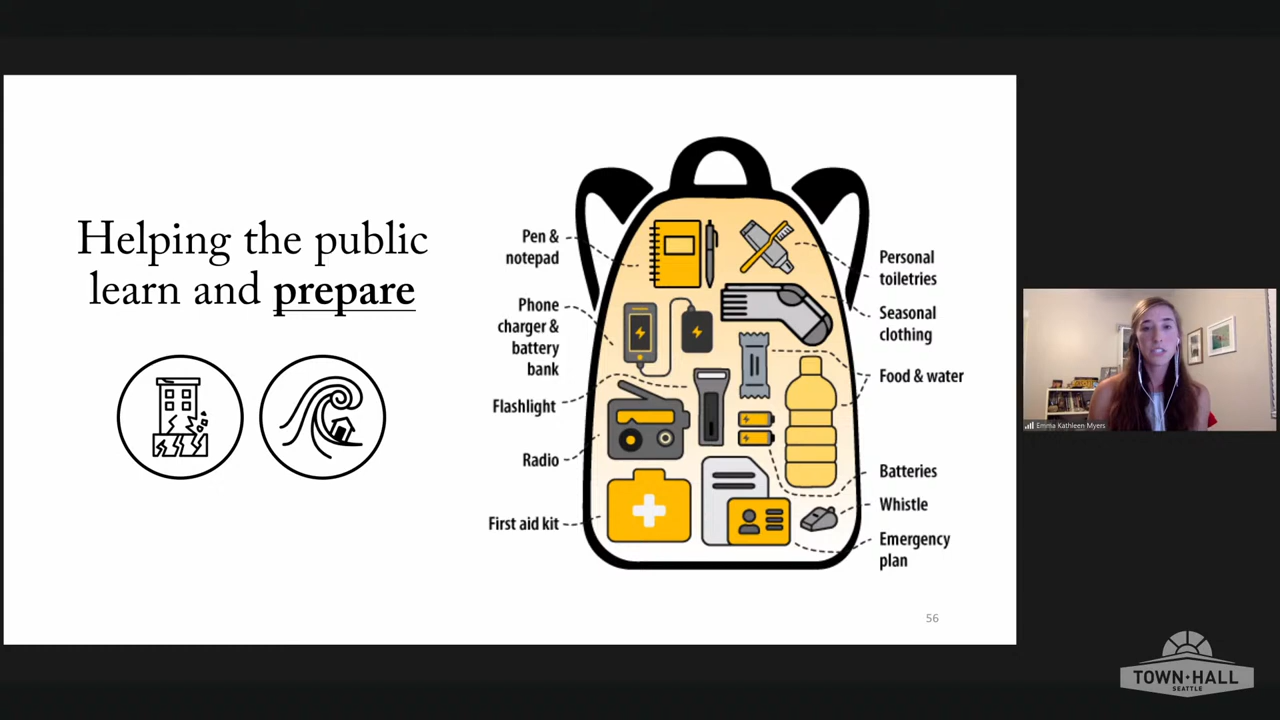 Helping the public
learn and prepare
Pen &
notepad
Phone
charger &
battery
bank
Flashlight
Radio
First aid kit
Personal
toiletries
Seasonal
clothing
Food & water
Batteries
Whistle
Emergency
plan
56
Emma Kathleen Myers
TOWN·HALL
SEATTLE